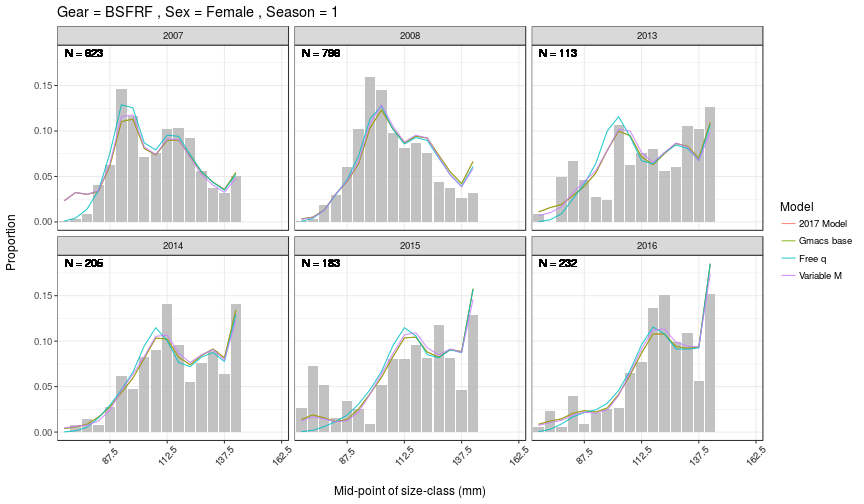 Gear = BSFRF , Sex = Female , Season = 1
2007
2008
2013
N = 623
N = 113
2014
2015
2016
N = 205
N = 183
N = 232
Proportion
0.15
0.10
0.05
0.00
0.15
0.10
0.05
0.00
87.5
112.5
137.5
162.5
87.5
112.5
137.5
162.5
87.5
112.5
137.5
162.5
Mid-point of size-class (mm)
Model
2017 Model
Gmacs base
Free q
Variable M